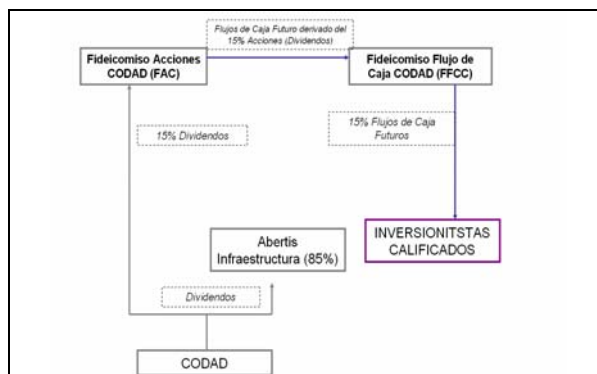 Flujos de Caja Futuro derivado del
15% Acciones (Dividendos)
Fideicomiso Acciones
CODAD (FAC)
Fideicomiso Flujo de
Caja CODAD (FFCC)
15% Dividendos
15% Flujos de Caja
Futuros
INVERSIONITSTAS
CALIFICADOS
Abertis
Infraestructura (85%)
Dividendos
CODAD